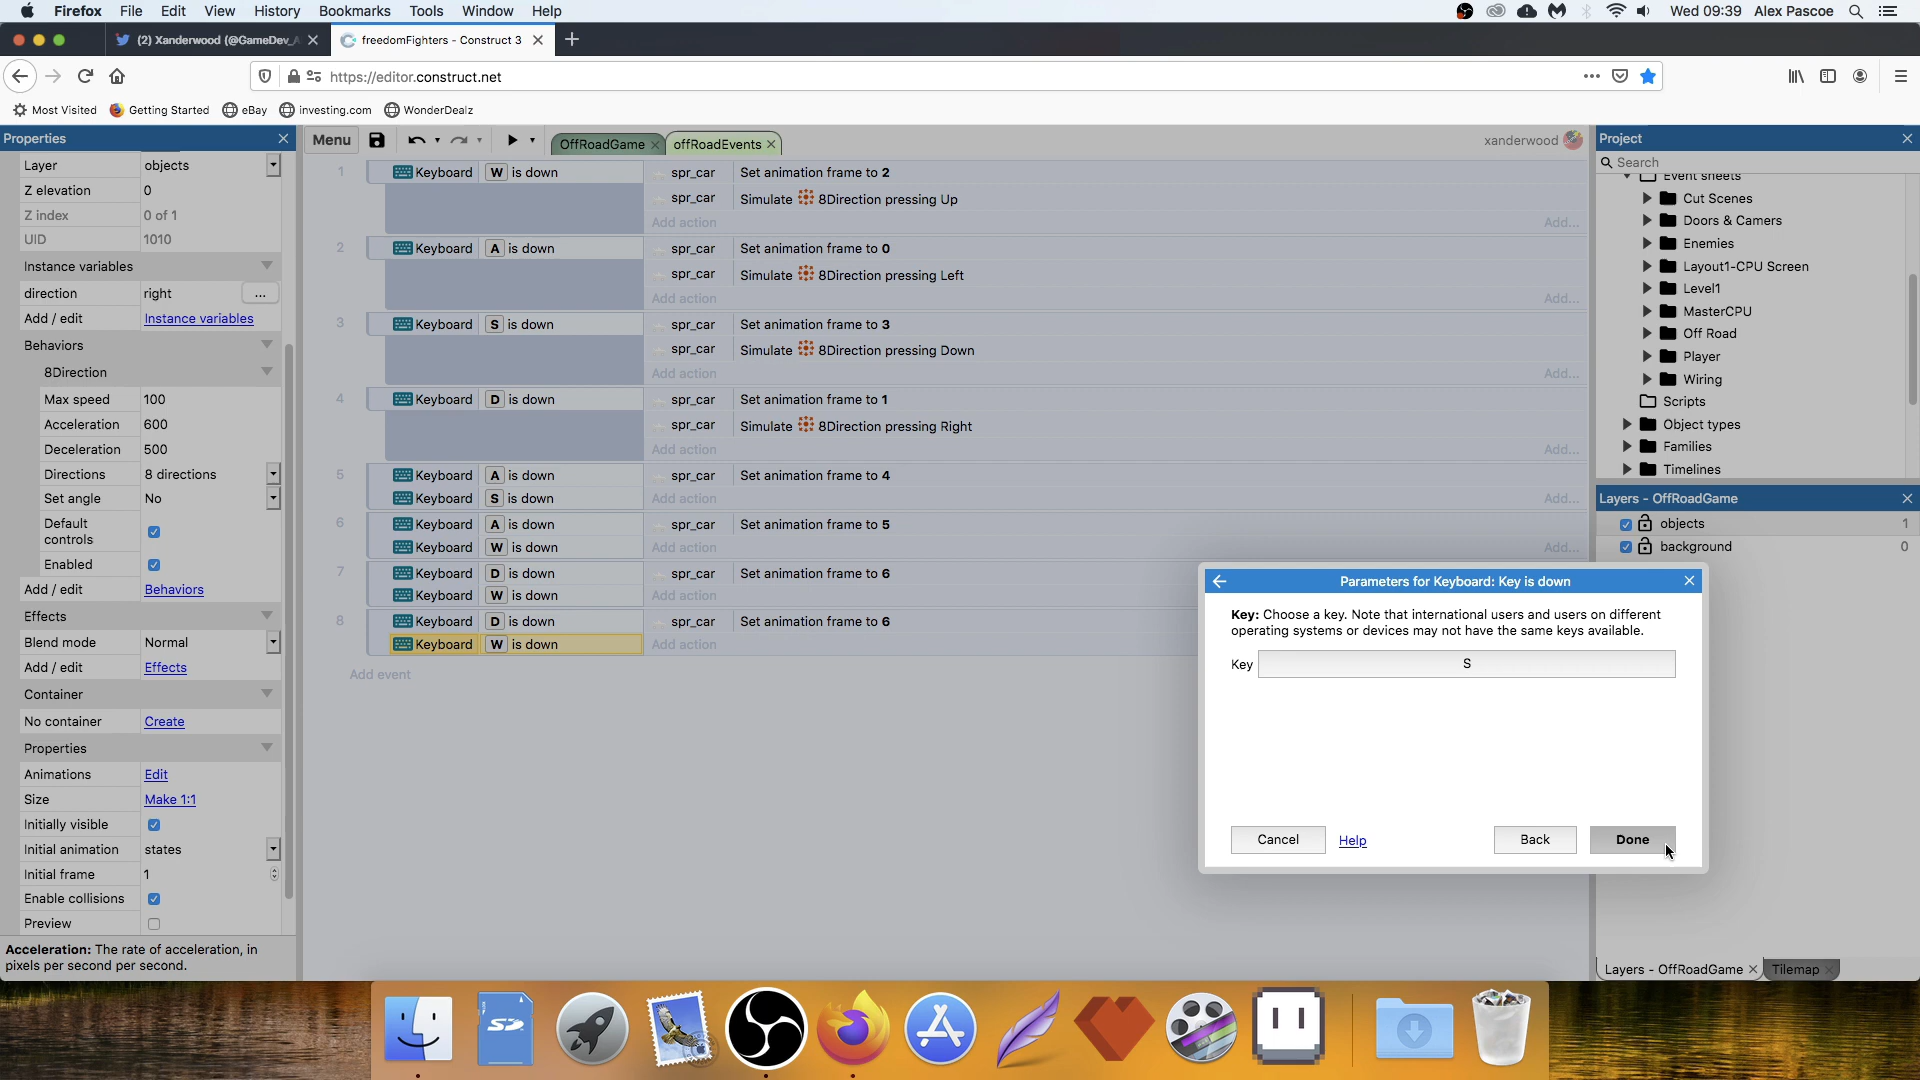 Firefox File Edit View History Bookmarks Tools Window Help Wed 09:39 Alex Pascoe
(2) Xanderwood (@GameDev_A freedomFighters - Construct 3
https://editor.construct.net
Most Visited Getting Started eBay investing.com WonderDealz
Properties
Layer objects
Z elevation 0
Z index 0 of 1
UID 1010
Instance variables
direction right ...
Add / edit Instance variables
Behaviors
8Direction
Max speed 100
Acceleration 600
Deceleration 500
Directions 8 directions
Set angle No
Default controls
Enabled
Add / edit Behaviors
Effects
Blend mode Normal
Add / edit Effects
Container
No container Create
Properties
Animations Edit
Size Make 1:1
Initially visible
Initial animation states
Initial frame 1
Enable collisions
Preview
Acceleration: The rate of acceleration, in
pixels per second per second.
Menu OffRoadGame offRoadEvents xanderwood
1 Keyboard W is down spr_car Set animation frame to 2
spr_car Simulate 8Direction pressing Up
Add action Add...
2 Keyboard A is down spr_car Set animation frame to 0
spr_car Simulate 8Direction pressing Left
Add action Add...
3 Keyboard S is down spr_car Set animation frame to 3
spr_car Simulate 8Direction pressing Down
Add action Add...
4 Keyboard D is down spr_car Set animation frame to 1
spr_car Simulate 8Direction pressing Right
Add action Add...
5 Keyboard A is down spr_car Set animation frame to 4
Keyboard S is down Add action Add...
6 Keyboard A is down spr_car Set animation frame to 5
Keyboard W is down Add action Add...
7 Keyboard D is down spr_car Set animation frame to 6
Keyboard W is down Add action
8 Keyboard D is down spr_car Set animation frame to 6
Keyboard W is down Add action
Add event
Parameters for Keyboard: Key is down
Key: Choose a key. Note that international users and users on different
operating systems or devices may not have the same keys available.
Key S
Cancel Help Back Done
Project
Search
Event sheets
Cut Scenes
Doors & Camers
Enemies
Layout1-CPU Screen
Level1
MasterCPU
Off Road
Player
Wiring
Scripts
Object types
Families
Timelines
Layers - OffRoadGame
objects 1
background 0
Layers - OffRoadGame Tilemap
SD